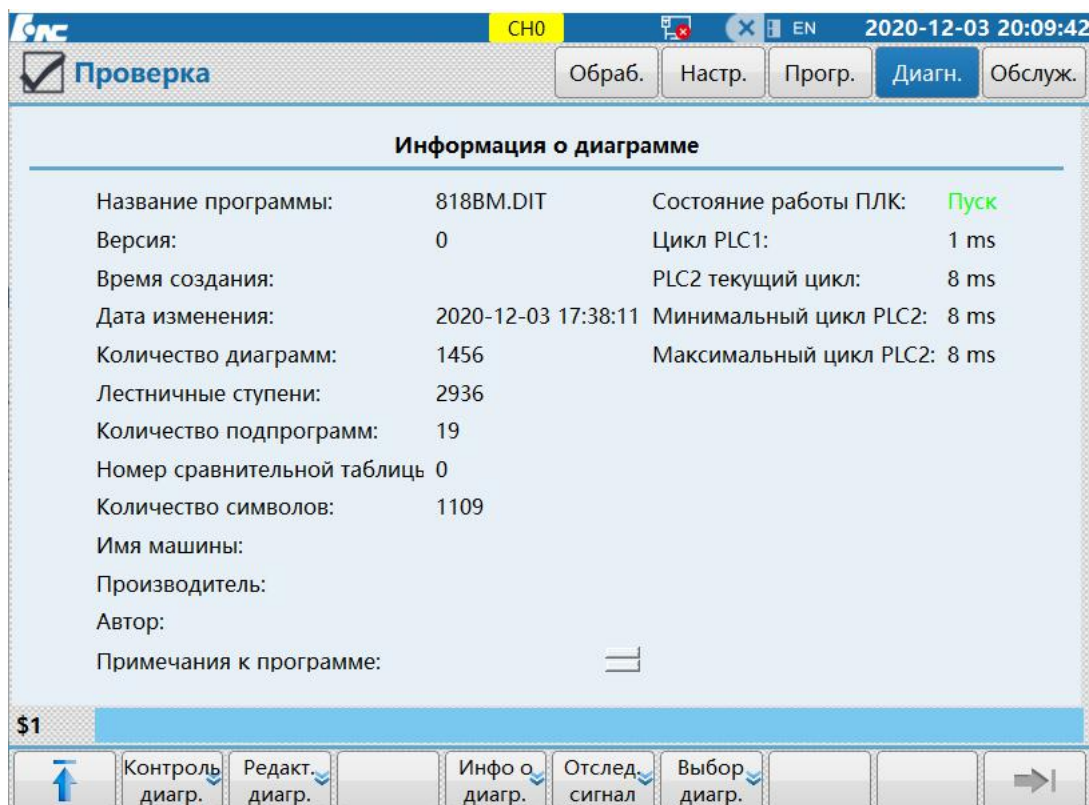 CH0 EN 2020-12-03 20:09:42
Проверка Обраб. Настр. Прогр. Диагн. Обслуж.
Информация о диаграмме
Название программы: 818BM.DIT Состояние работы ПЛК: Пуск
Версия: 0 Цикл PLC1: 1 ms
Время создания: PLC2 текущий цикл: 8 ms
Дата изменения: 2020-12-03 17:38:11 Минимальный цикл PLC2: 8 ms
Количество диаграмм: 1456 Максимальный цикл PLC2: 8 ms
Лестничные ступени: 2936
Количество подпрограмм: 19
Номер сравнительной таблицы 0
Количество символов: 1109
Имя машины:
Производитель:
Автор:
Примечания к программе:
$1
Контроль диагр. Редакт. диагр. Инфо о диагр. Отслед. сигнал Выбор диагр.